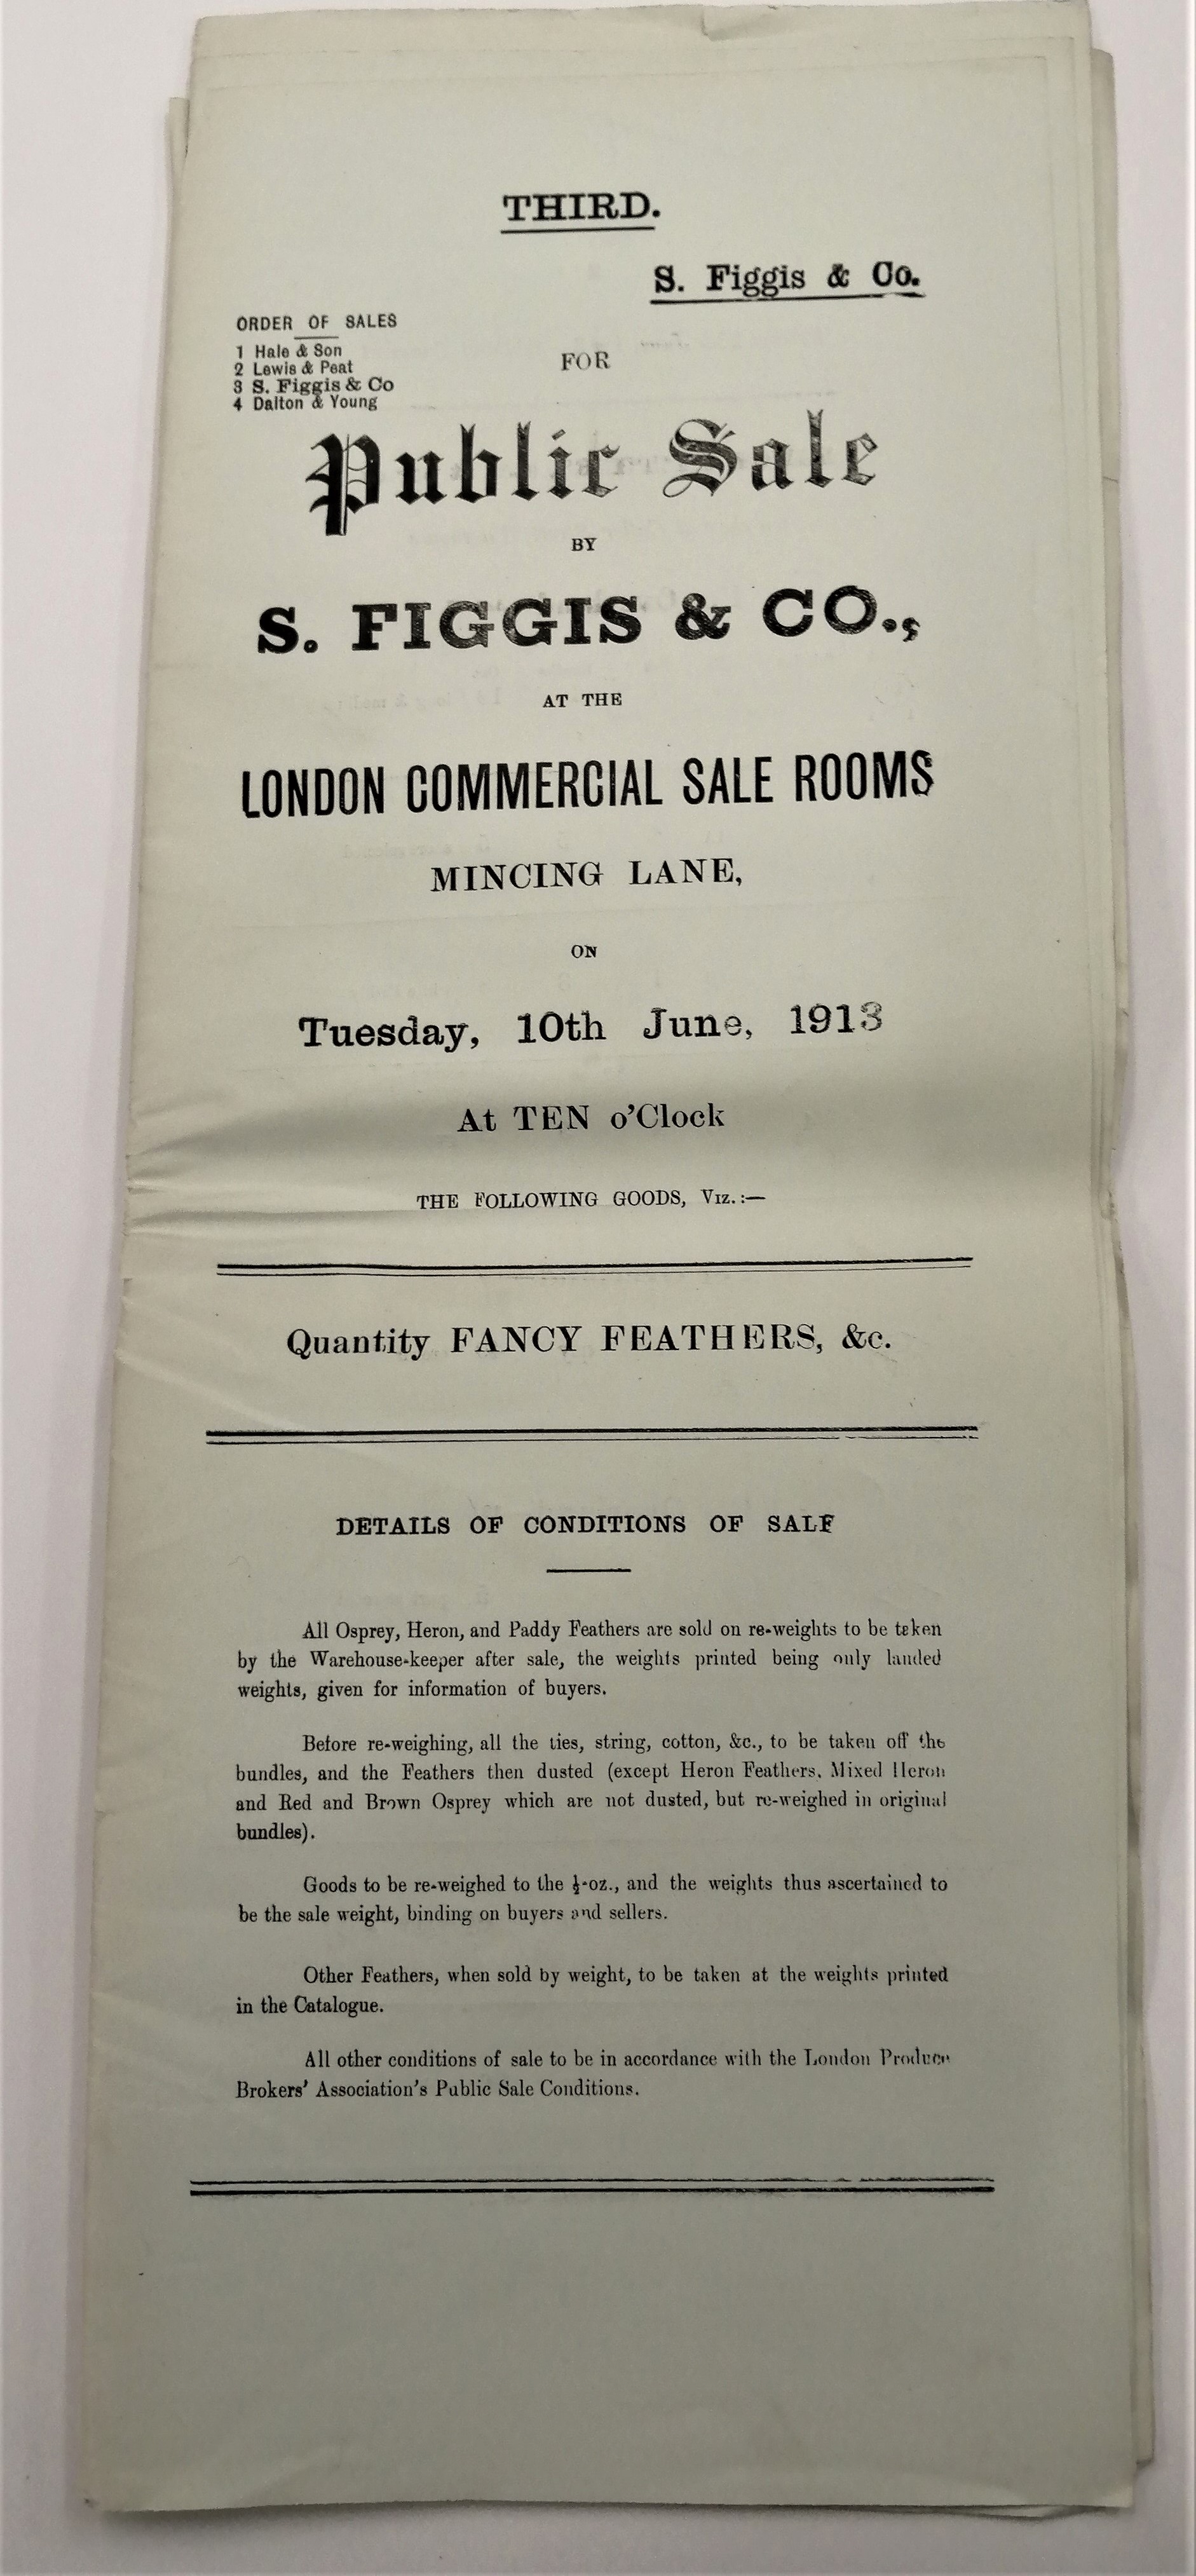 THIRD.
S. Figgis & Co.
ORDER OF SALES
1 Hale & Son
2 Lewis & Peat
3 S. Figgis & Co
4 Dalton & Young
FOR
Public Sale
BY
S. FIGGIS & CO.,
AT THE
LONDON COMMERCIAL SALE ROOMS
MINCING LANE,
ON
Tuesday, 10th June, 1913
At TEN o'Clock
THE FOLLOWING GOODS, Viz.:—
Quantity FANCY FEATHERS, &c.
DETAILS OF CONDITIONS OF SALE
All Osprey, Heron, and Paddy Feathers are sold on re-weights to be taken
by the Warehouse-keeper after sale, the weights printed being only landed
weights, given for information of buyers.
Before re-weighing, all the ties, string, cotton, &c., to be taken off the
bundles, and the Feathers then dusted (except Heron Feathers, Mixed Heron
and Red and Brown Osprey which are not dusted, but re-weighed in original
bundles).
Goods to be re-weighed to the ½-oz., and the weights thus ascertained to
be the sale weight, binding on buyers and sellers.
Other Feathers, when sold by weight, to be taken at the weights printed
in the Catalogue.
All other conditions of sale to be in accordance with the London Produce
Brokers' Association's Public Sale Conditions.